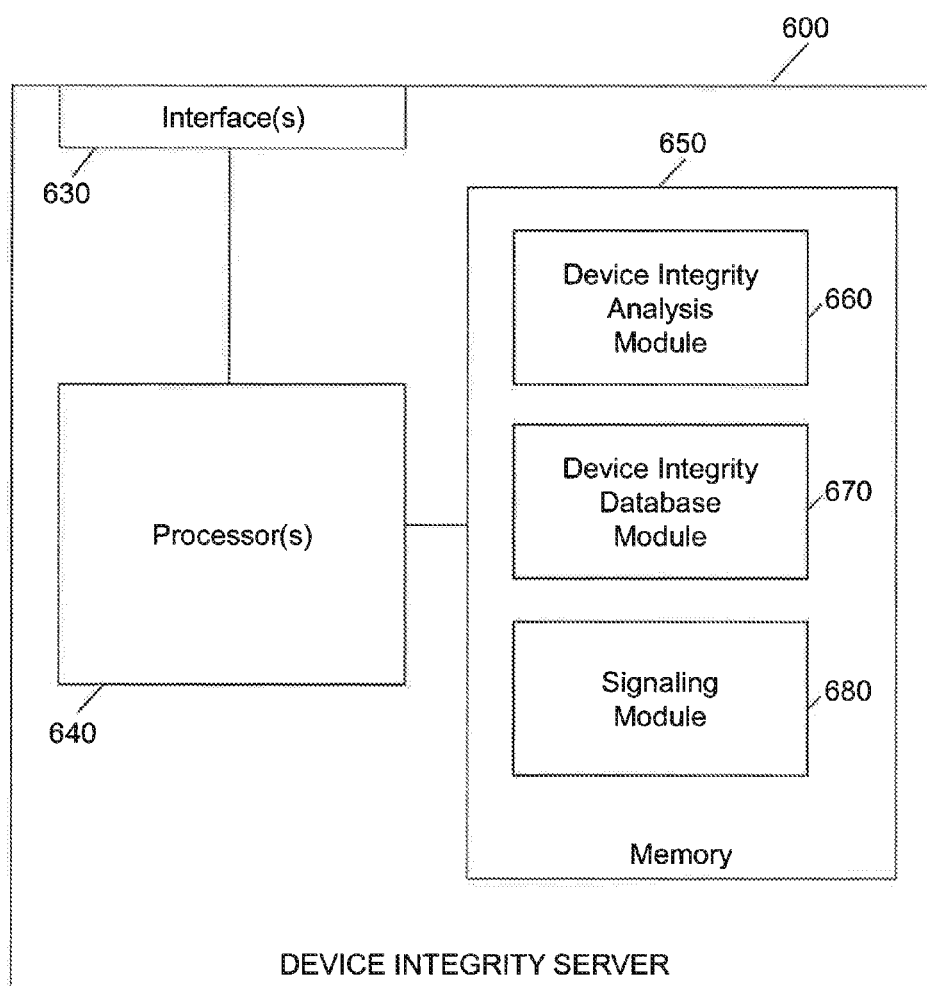 600
Interface(s)
630
650
Device Integrity
Analysis
Module
660
Device Integrity
Database
Module
670
Processor(s)
640
Signaling
Module
680
Memory
DEVICE INTEGRITY SERVER